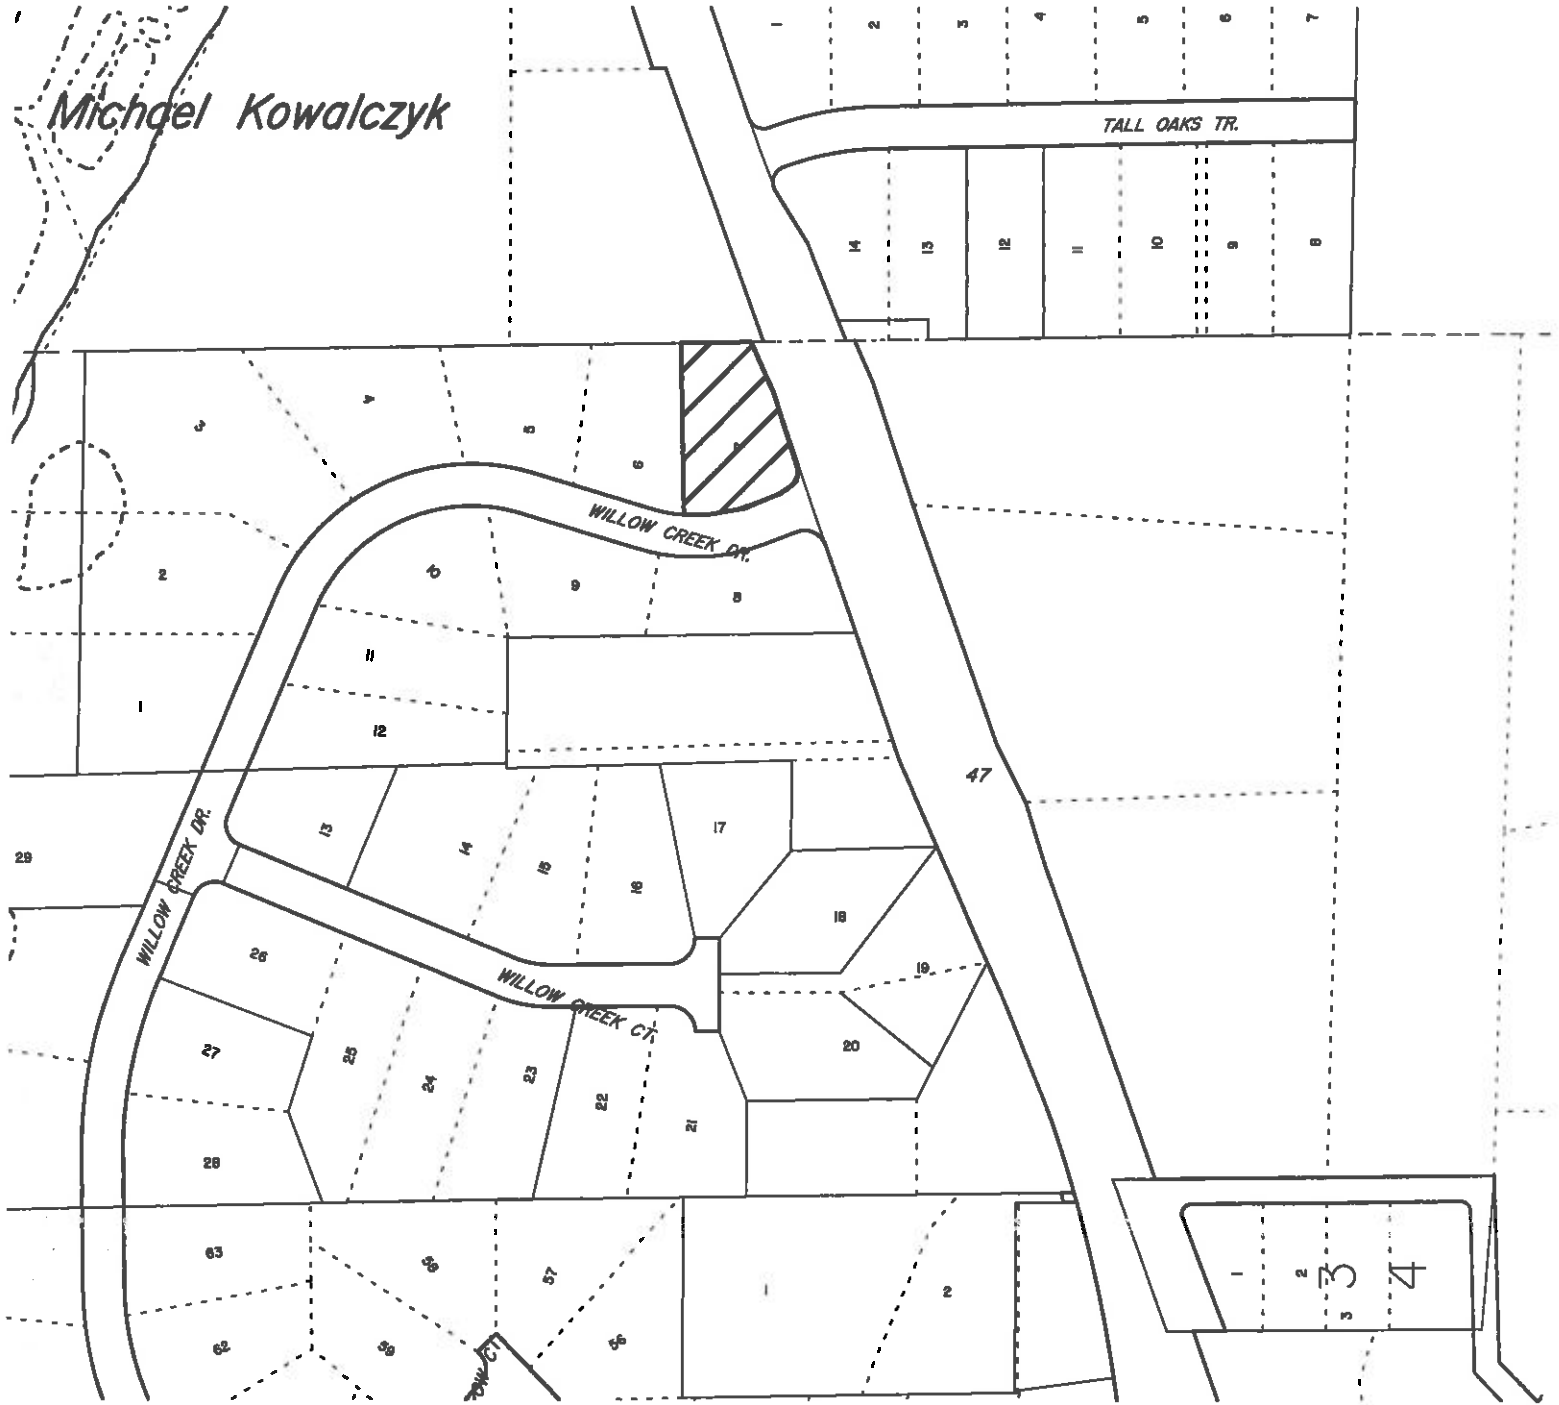 1 2 3 4 5 6 7
Michael Kowalczyk
TALL OAKS TR.
14 13 12 11 10 9 8
3 4 5 6
WILLOW CREEK DR.
2 10 9 8
11
1
12
47
WILLOW CREEK DR.
13 14 15 16 17
29
18
26
19
WILLOW CREEK CT.
27 25 24 23 22 21 20
28
63 58 57 1 2
62 59 56
OW CT
1 2 3
3 4